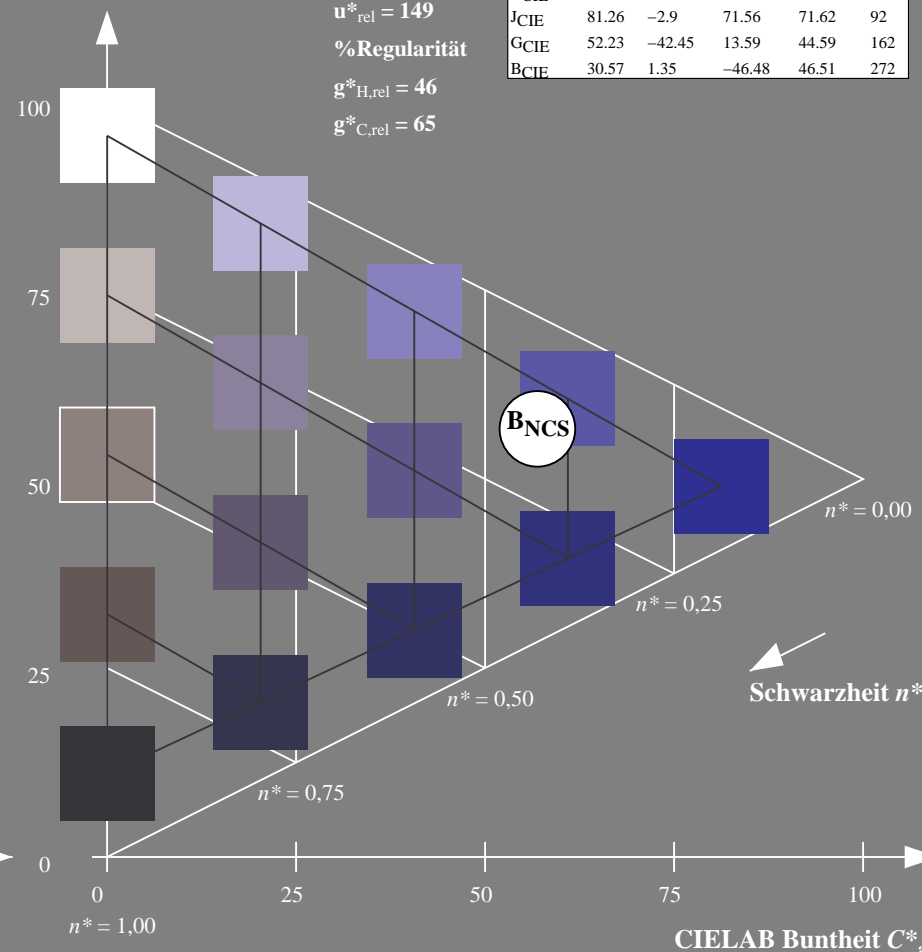 u*rel = 149
%Regularität
g*H,rel = 46
g*C,rel = 65
CIE
JCIE 81.26 −2.9 71.56 71.62 92
GCIE 52.23 −42.45 13.59 44.59 162
BCIE 30.57 1.35 −46.48 46.51 272
100
75
BNCS
50
n* = 0,00
n* = 0,25
25
Schwarzheit n*
n* = 0,50
n* = 0,75
0
0 25 50 75 100
n* = 1,00
CIELAB Buntheit C*